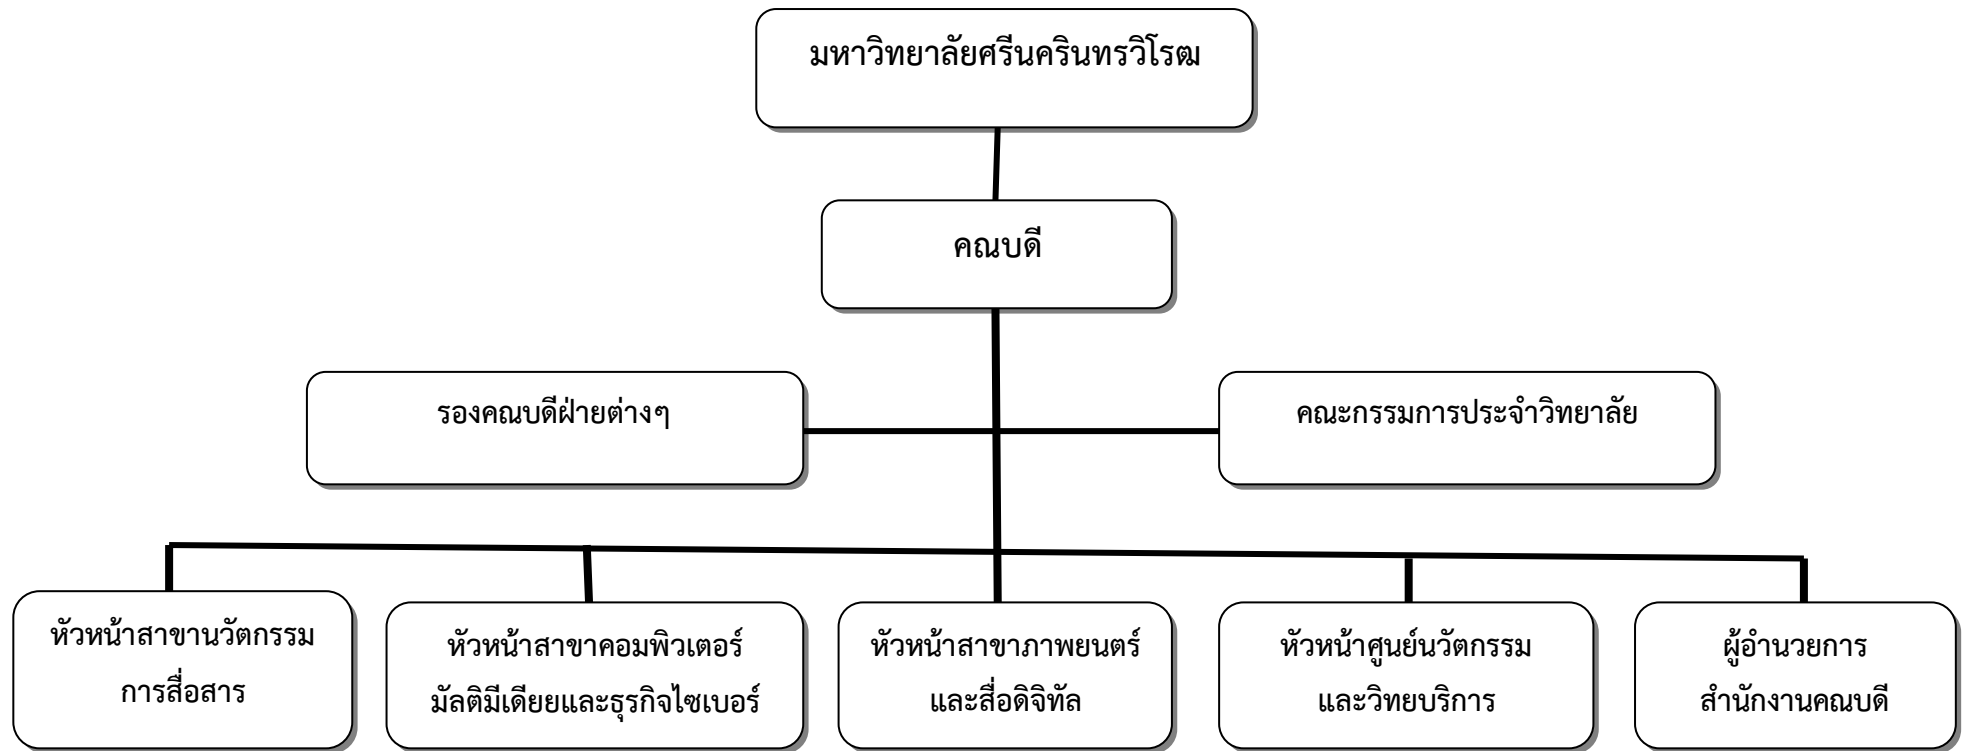 มหาวิทยาลัยศรีนครินทรวิโรฒ
คณบดี
รองคณบดีฝ่ายต่างๆ
คณะกรรมการประจำวิทยาลัย
หัวหน้าสาขานวัตกรรม
การสื่อสาร
หัวหน้าสาขาคอมพิวเตอร์
มัลติมีเดียยและธุรกิจไซเบอร์
หัวหน้าสาขาภาพยนตร์
และสื่อดิจิทัล
หัวหน้าศูนย์นวัตกรรม
และวิทยบริการ
ผู้อำนวยการ
สำนักงานคณบดี